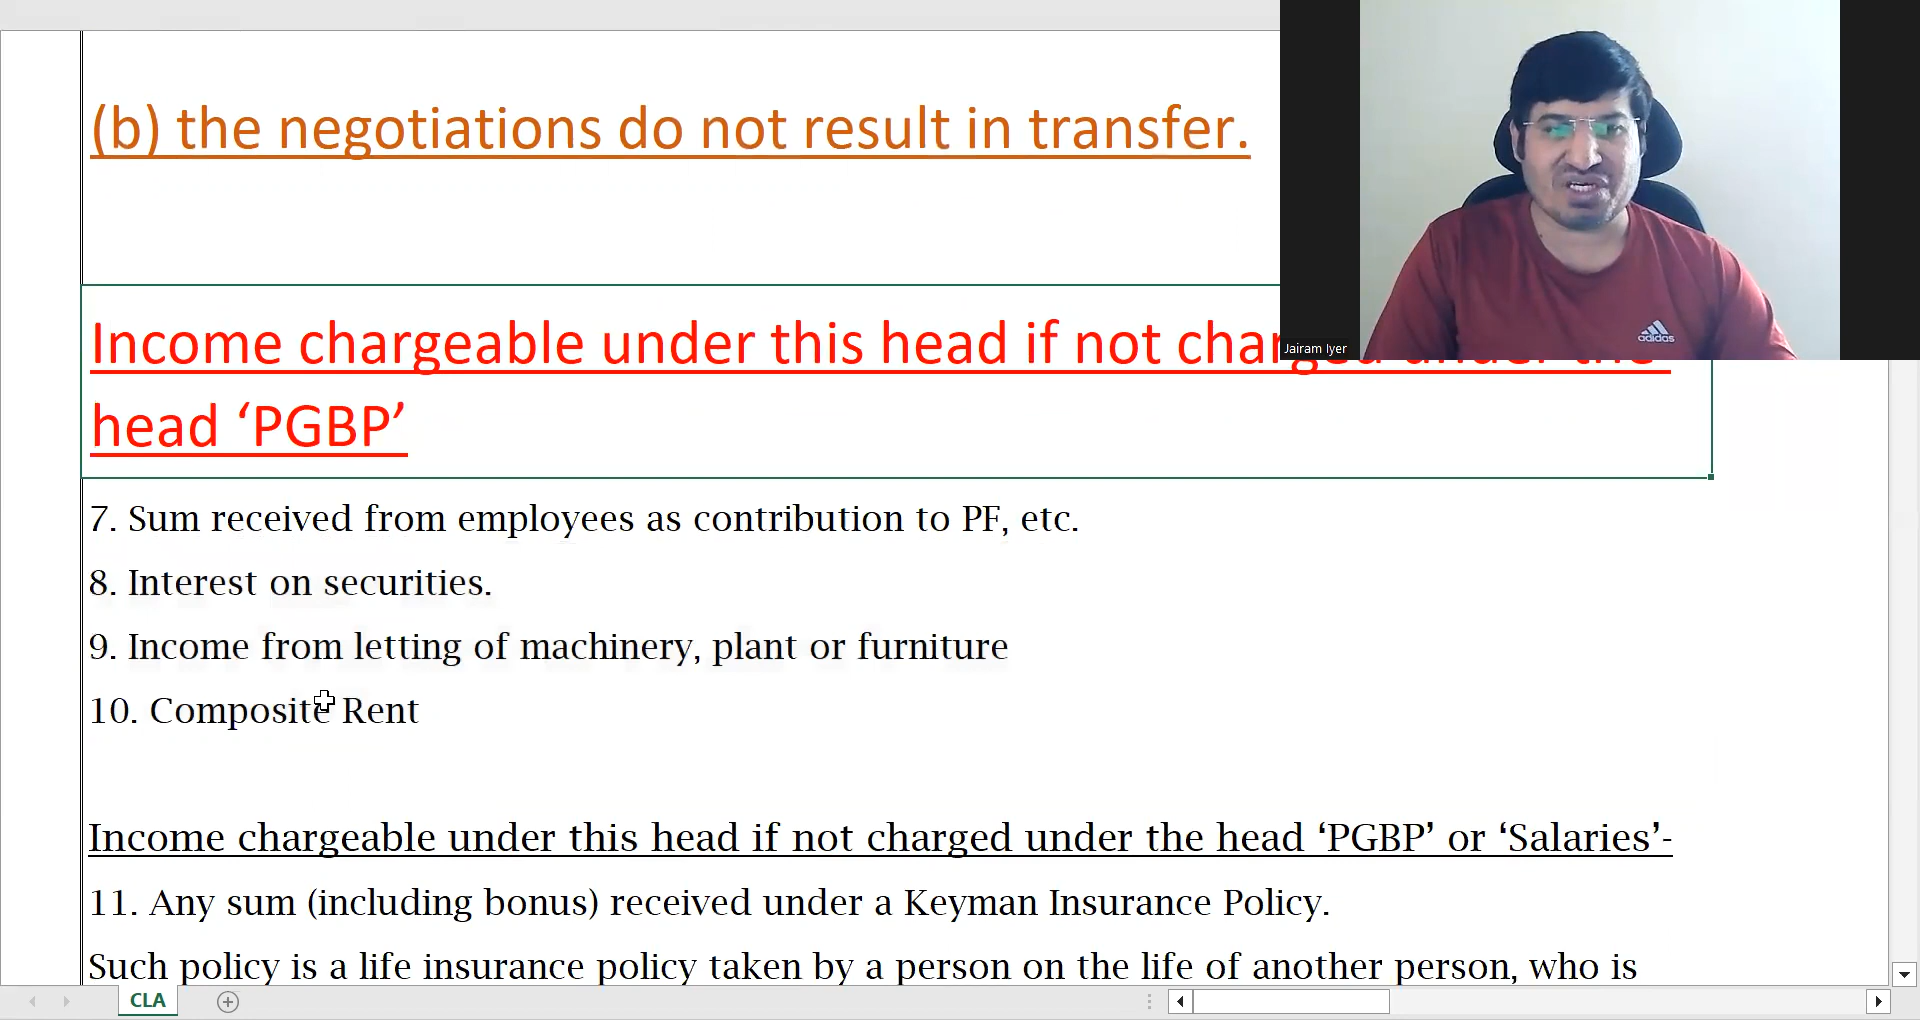 (b) the negotiations do not result in transfer.
Income chargeable under this head if not charged under the
head ‘PGBP’
7. Sum received from employees as contribution to PF, etc.
8. Interest on securities.
9. Income from letting of machinery, plant or furniture
10. Composite Rent
Income chargeable under this head if not charged under the head ‘PGBP’ or ‘Salaries’-
11. Any sum (including bonus) received under a Keyman Insurance Policy.
Such policy is a life insurance policy taken by a person on the life of another person, who is
CLA
adidas
Jairam Iyer